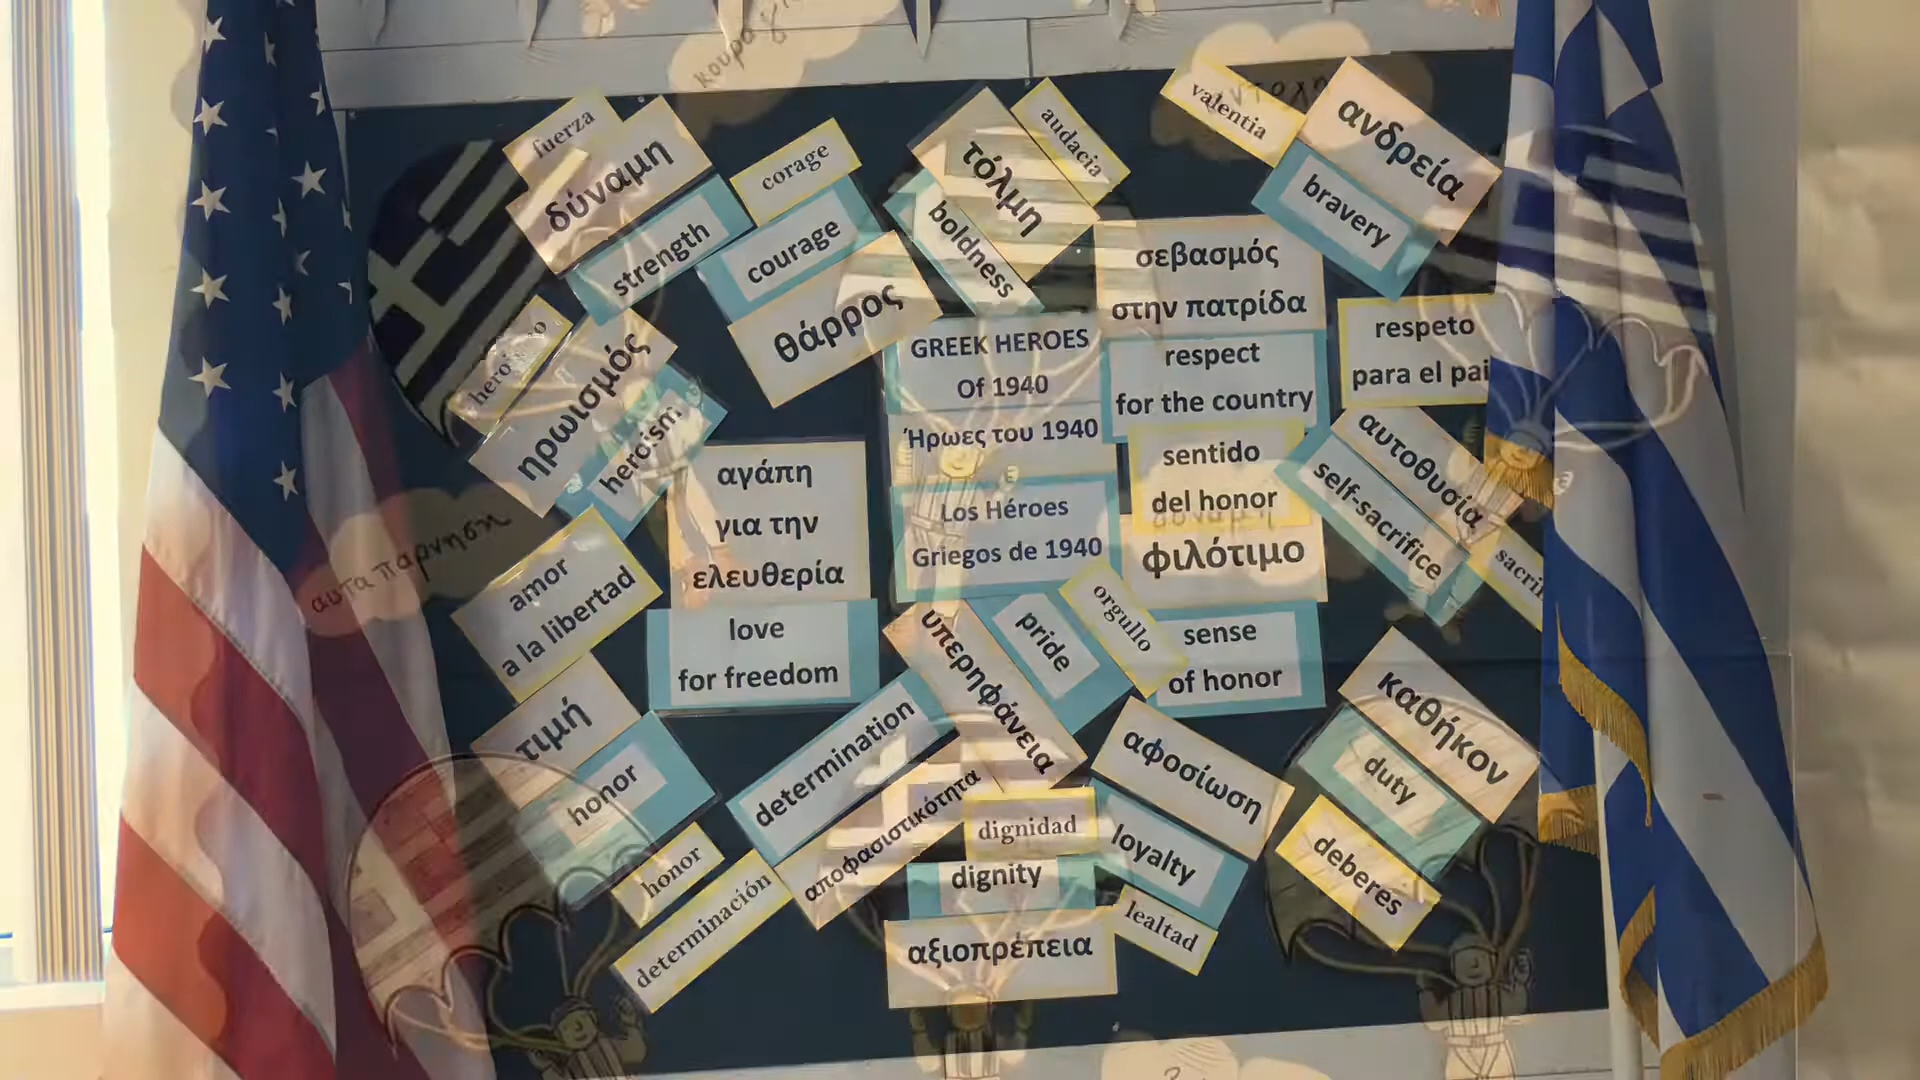 κουρα
fuerza
δύναμη
strength
corage
courage
θάρρος
audacia
τόλμη
boldness
valentia
ανδρεία
bravery
σεβασμός
στην πατρίδα
respect
for the country
respeto
para el pai
ηρωισμός
heroism
GREEK HEROES
Of 1940
Ήρωες του 1940
Los Héroes
Griegos de 1940
αγάπη
για την
ελευθερία
love
for freedom
amor
a la libertad
sentido
del honor
φιλότιμο
sense
of honor
αυτοθυσία
self-sacrifice
αυταπαρνηση
υπερηφάνεια
pride
orgullo
τιμή
honor
honor
determination
αποφασιστικότητα
determinación
dignidad
dignity
αξιοπρέπεια
αφοσίωση
loyalty
lealtad
καθήκον
duty
deberes